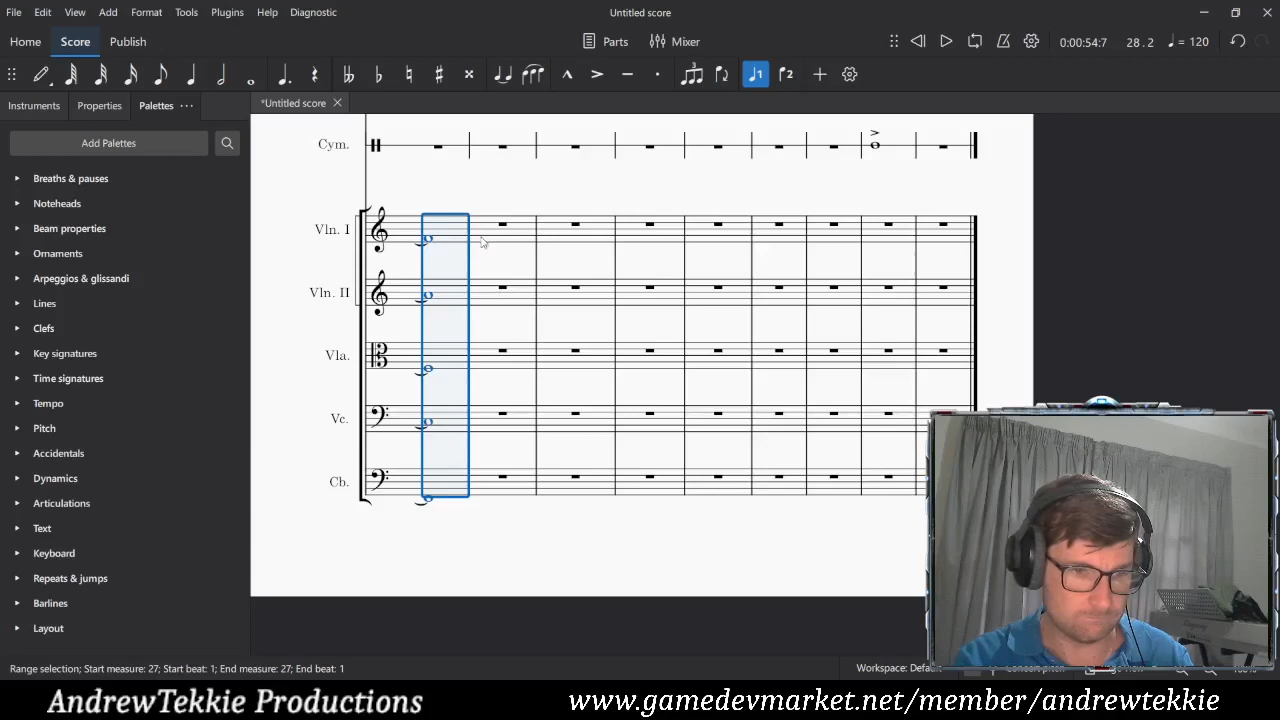 File Edit View Add Format Tools Plugins Help Diagnostic Untitled score
Home Score Publish Parts Mixer 0:00:54:7 28.2 = 120
Instruments Properties Palettes *Untitled score
Add Palettes
Cym.
Breaths & pauses
Noteheads
Beam properties
Vln. I
Ornaments
Arpeggios & glissandi
Vln. II
Lines
Clefs
Key signatures
Vla.
Time signatures
Tempo
Vc.
Pitch
Accidentals
Dynamics
Cb.
Articulations
Text
Keyboard
Repeats & jumps
Barlines
Layout
Range selection; Start measure: 27; Start beat: 1; End measure: 27; End beat: 1
AndrewTekkie Productions www.gamedevmarket.net/member/andrewtekkie